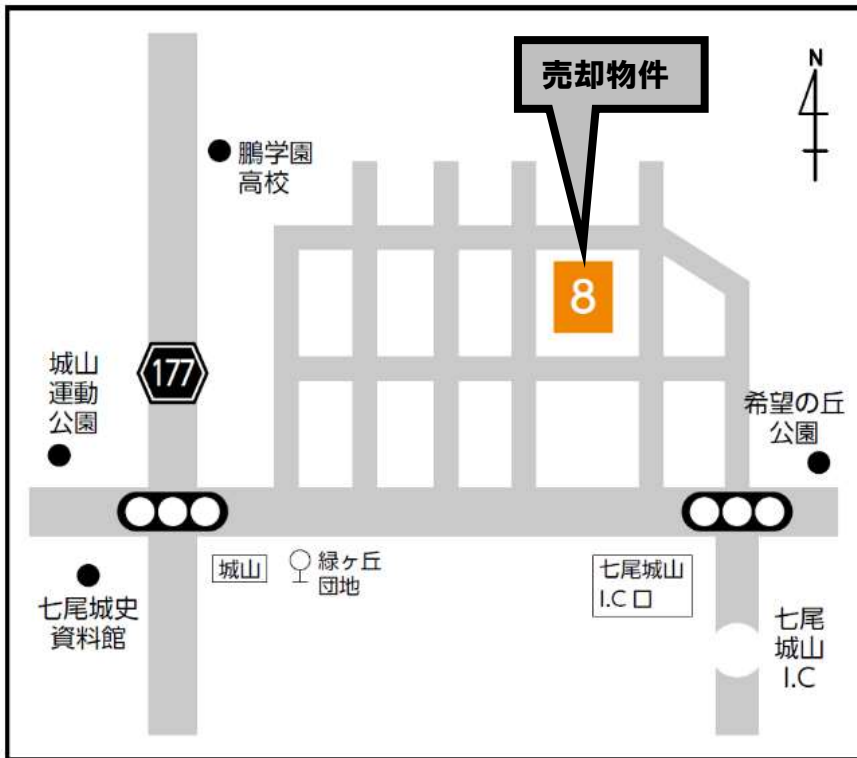 売却物件
N
鵬学園
高校
8
177
城山
運動
公園
希望の丘
公園
城山
緑ヶ丘
団地
七尾城山
I.C 口
七尾城史
資料館
七尾
城山
I.C